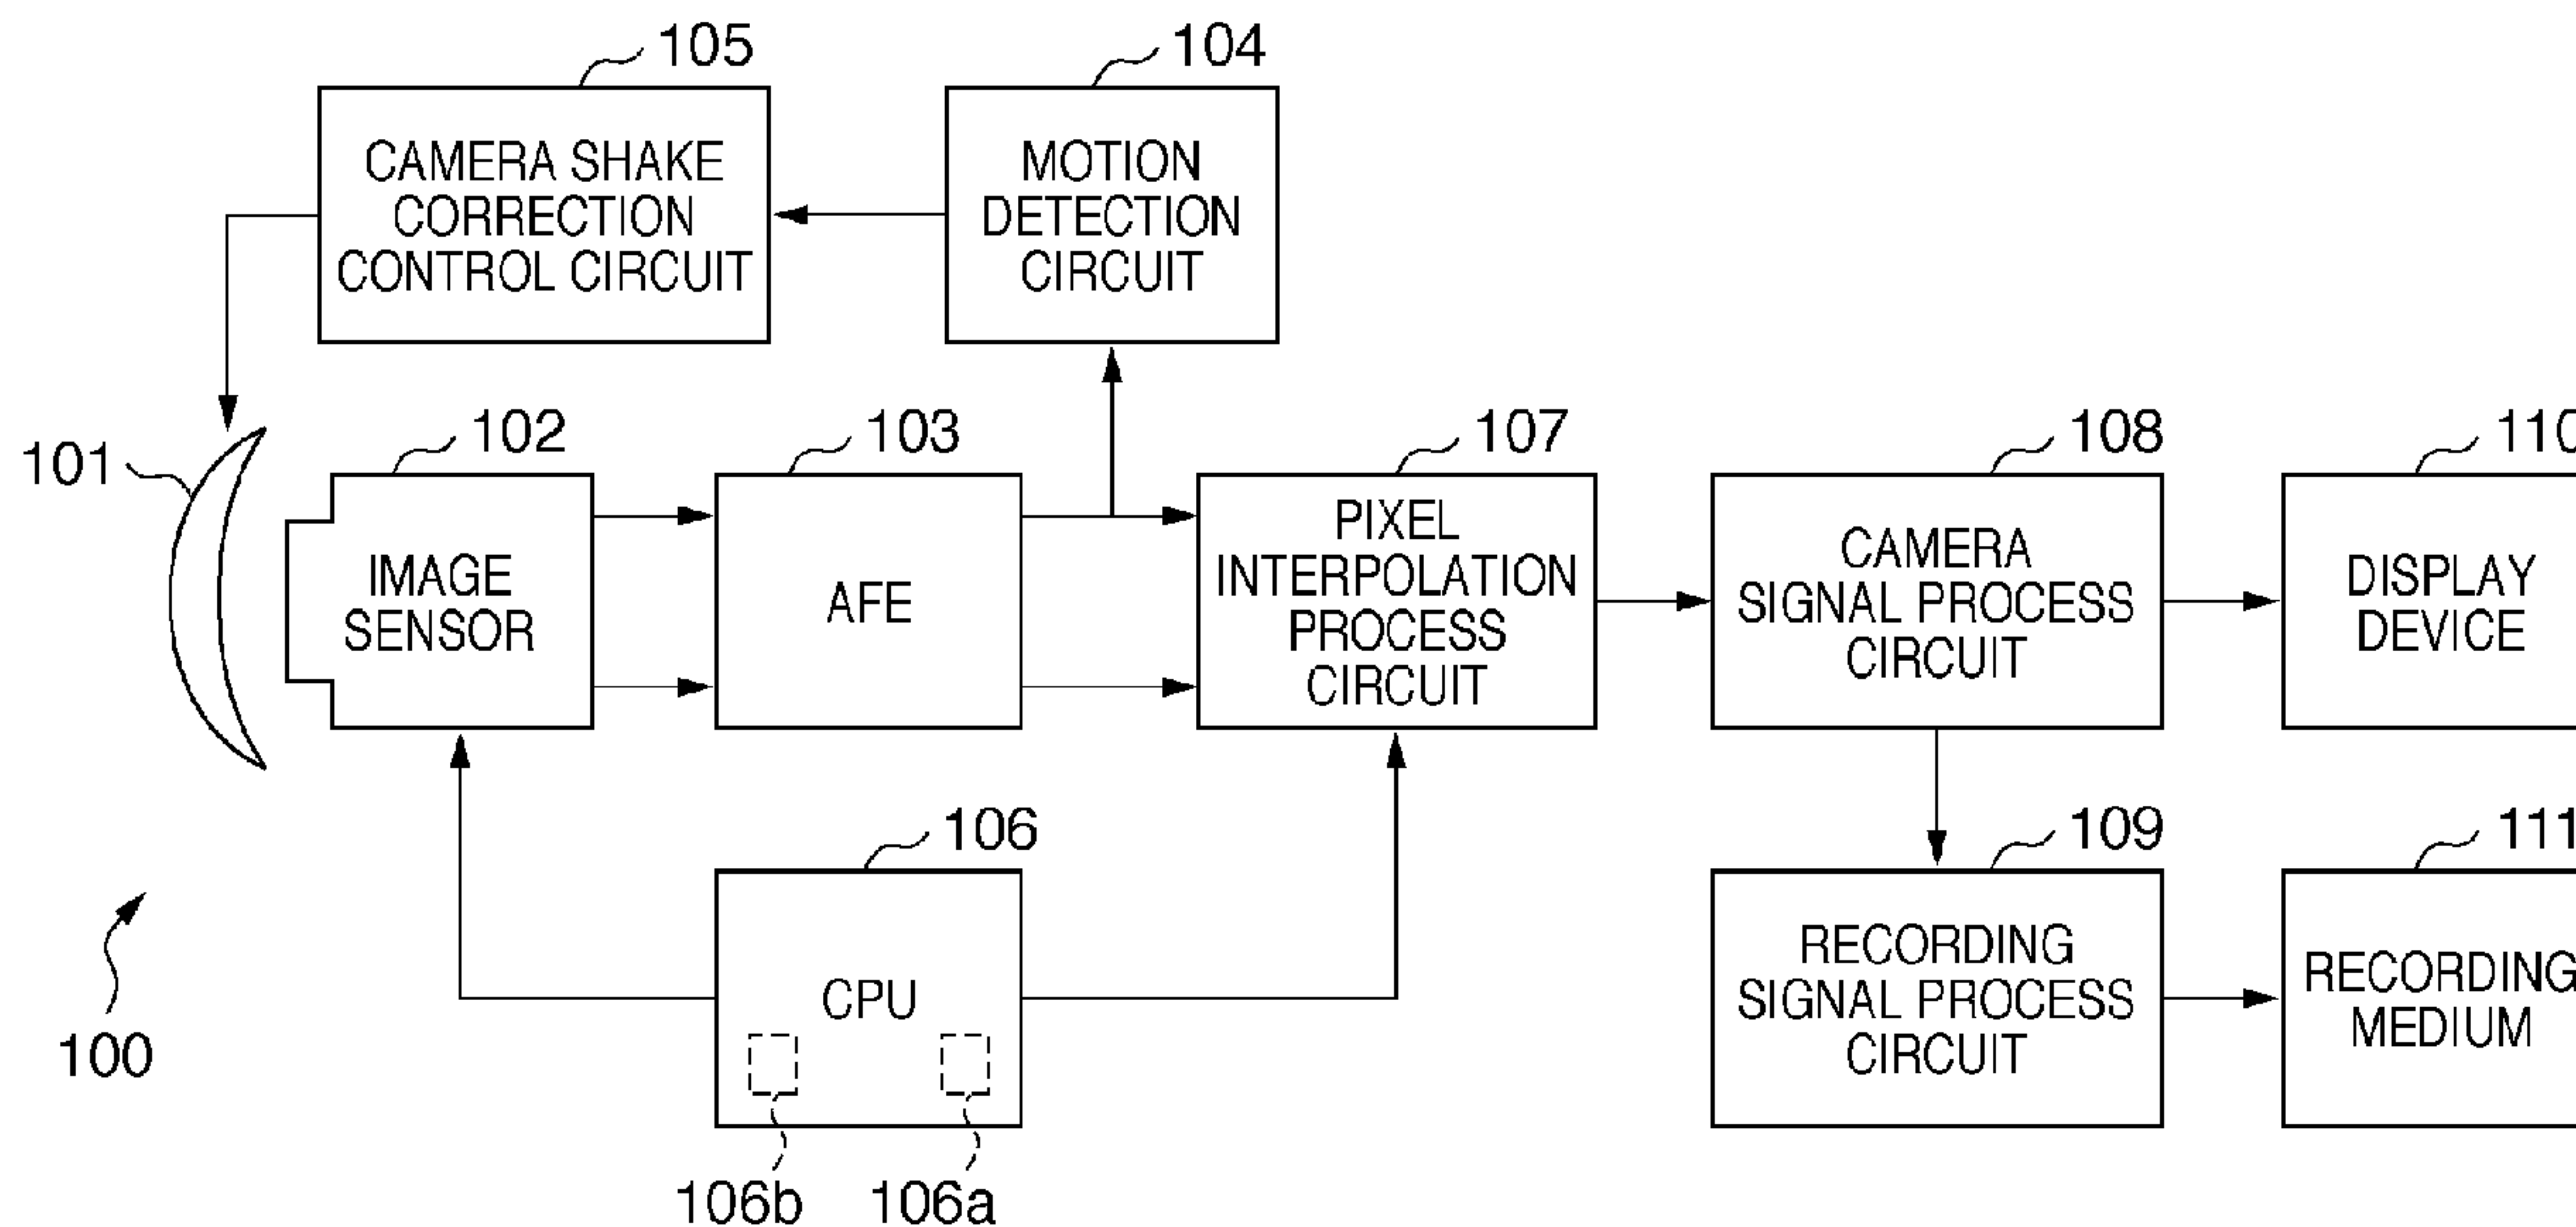 105
104
CAMERA SHAKE
CORRECTION
CONTROL CIRCUIT
MOTION
DETECTION
CIRCUIT
101
102
103
107
108
110
IMAGE
SENSOR
AFE
PIXEL
INTERPOLATION
PROCESS
CIRCUIT
CAMERA
SIGNAL PROCESS
CIRCUIT
DISPLAY
DEVICE
106
109
111
100
CPU
RECORDING
SIGNAL PROCESS
CIRCUIT
RECORDING
MEDIUM
106b
106a